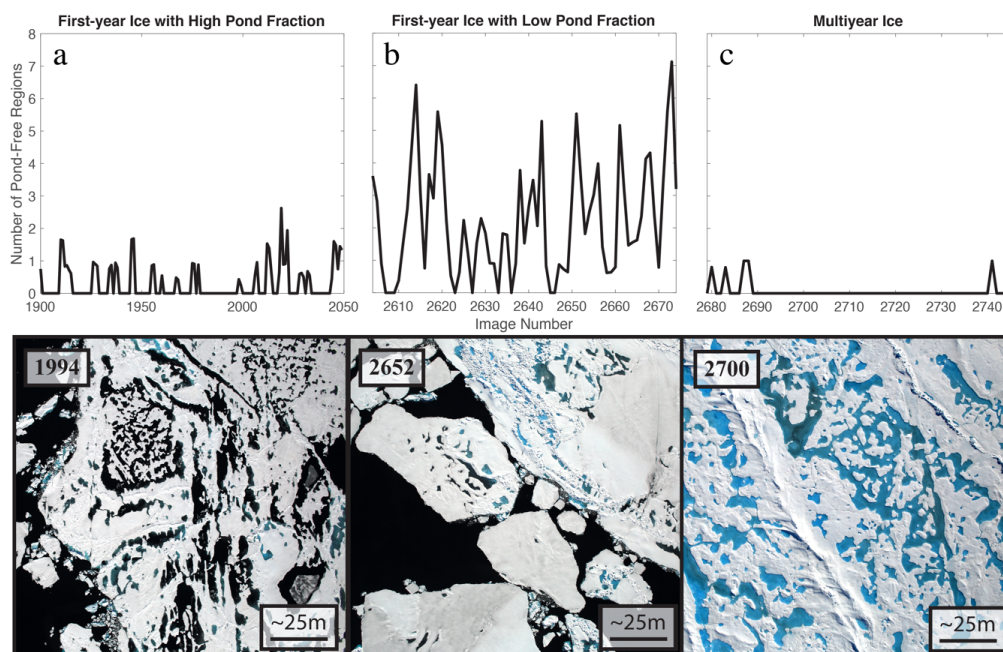 First-year Ice with High Pond Fraction
First-year Ice with Low Pond Fraction
Multiyear Ice
Number of Pond-Free Regions
8
7
6
5
4
3
2
1
0
a
b
c
1900 1950 2000 2050
2610 2620 2630 2640 2650 2660 2670
2680 2690 2700 2710 2720 2730 2740
Image Number
1994
2652
2700
~25m
~25m
~25m